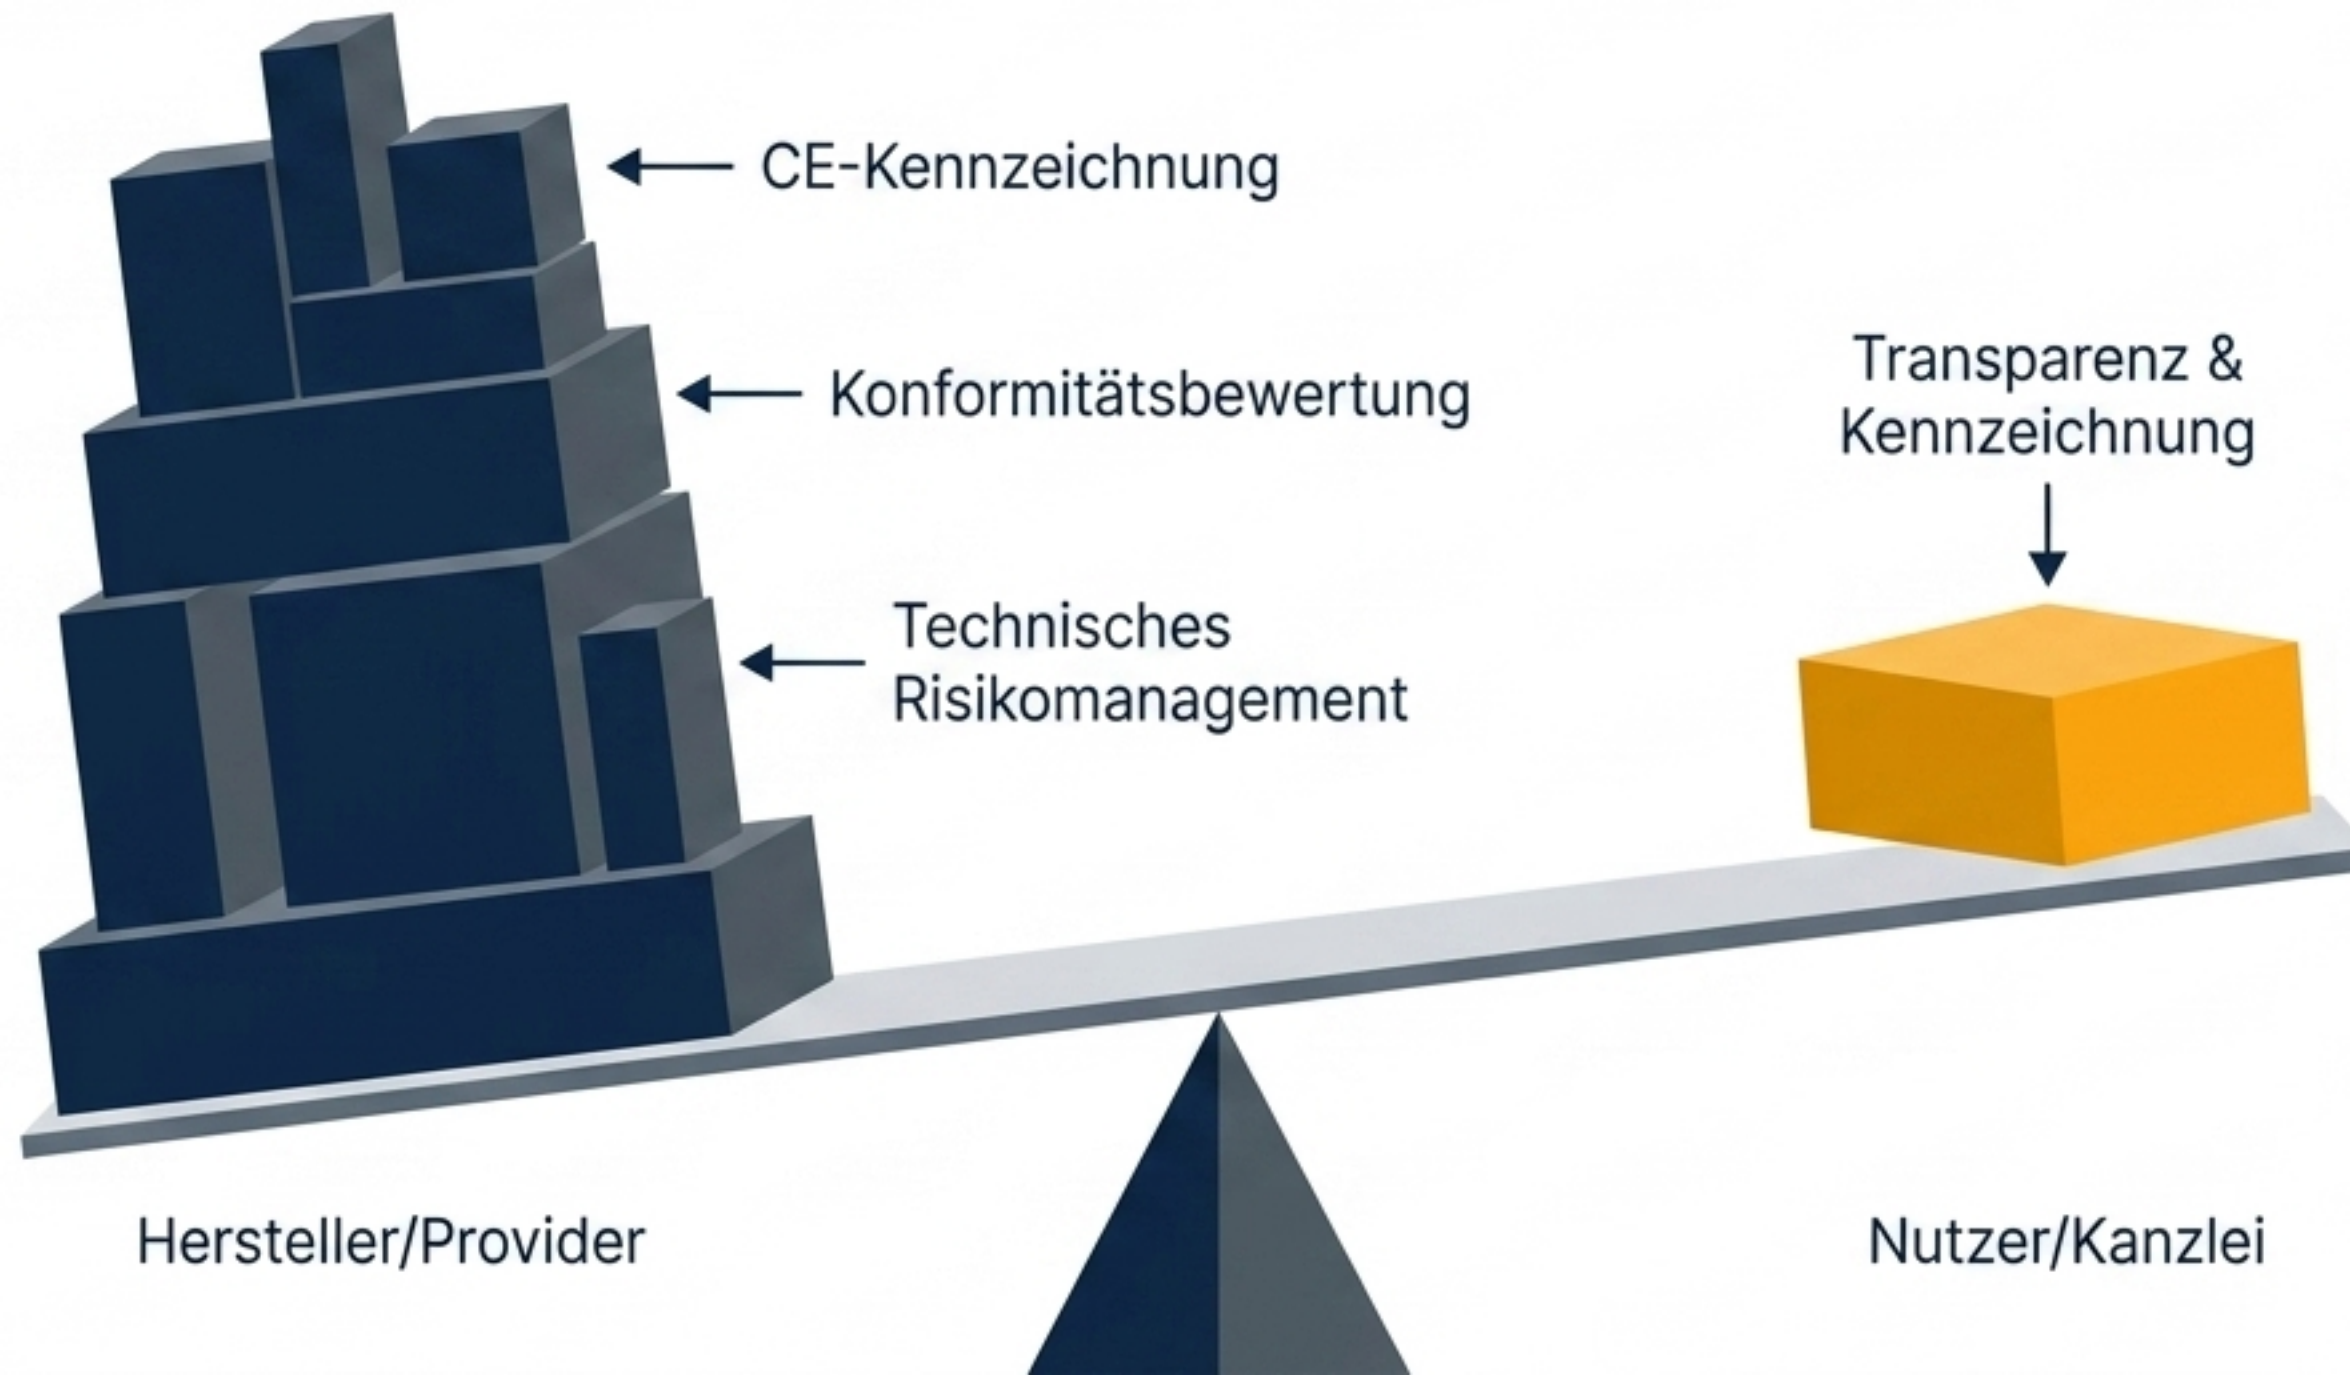 CE-Kennzeichnung
Konformitätsbewertung
Transparenz &
Kennzeichnung
Technisches
Risikomanagement
Hersteller/Provider
Nutzer/Kanzlei